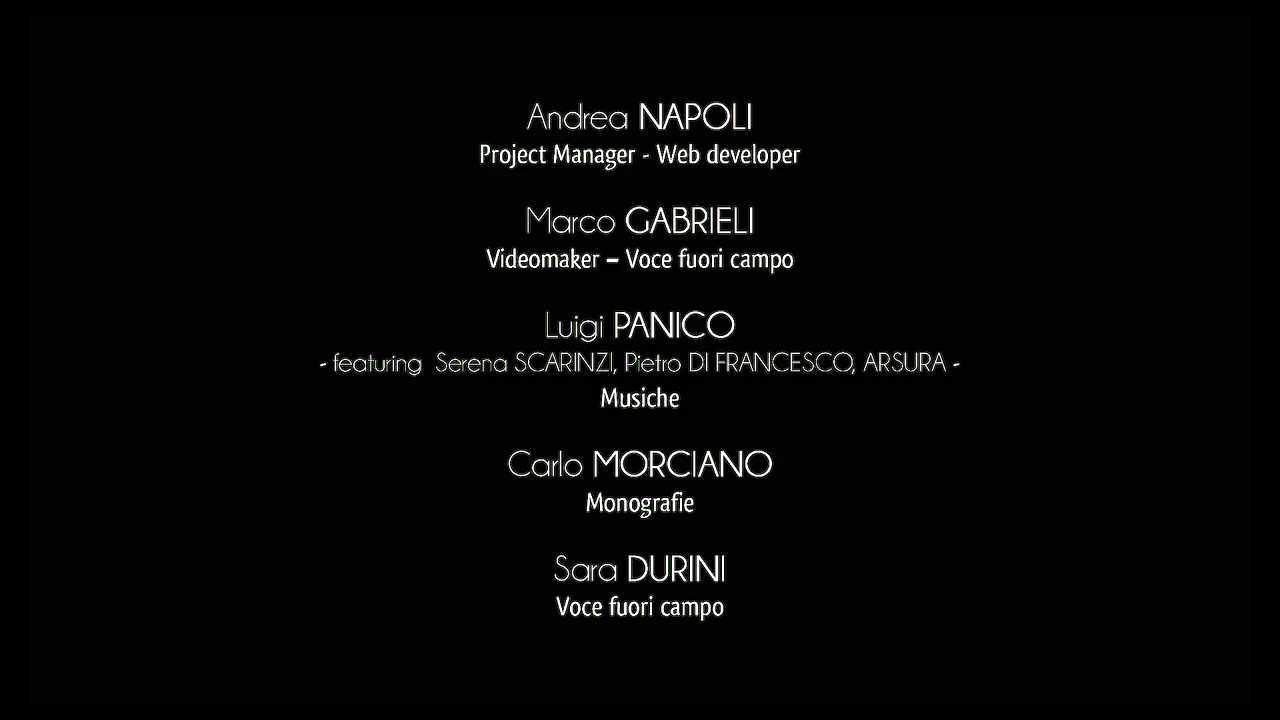 Andrea NAPOLI
Project Manager - Web developer
Marco GABRIELI
Videomaker – Voce fuori campo
Luigi PANICO
- featuring Serena SCARINZI, Pietro DI FRANCESCO, ARSURA -
Musiche
Carlo MORCIANO
Monografie
Sara DURINI
Voce fuori campo